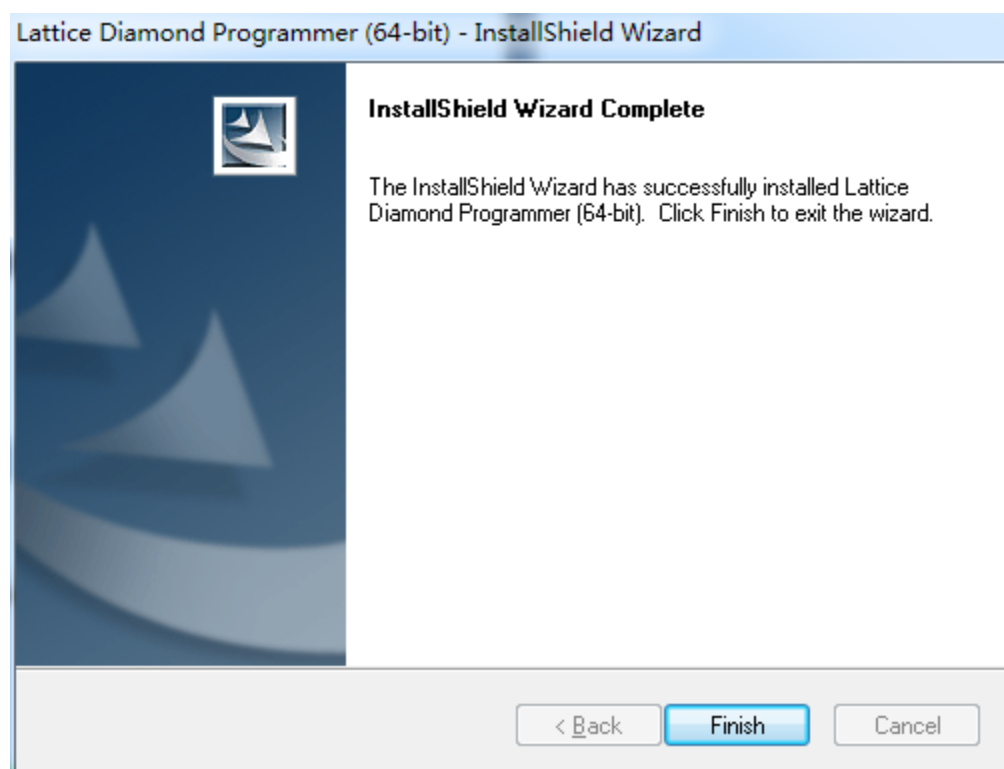 Lattice Diamond Programmer (64-bit) - InstallShield Wizard
InstallShield Wizard Complete
The InstallShield Wizard has successfully installed Lattice
Diamond Programmer (64-bit).  Click Finish to exit the wizard.
< Back
Finish
Cancel